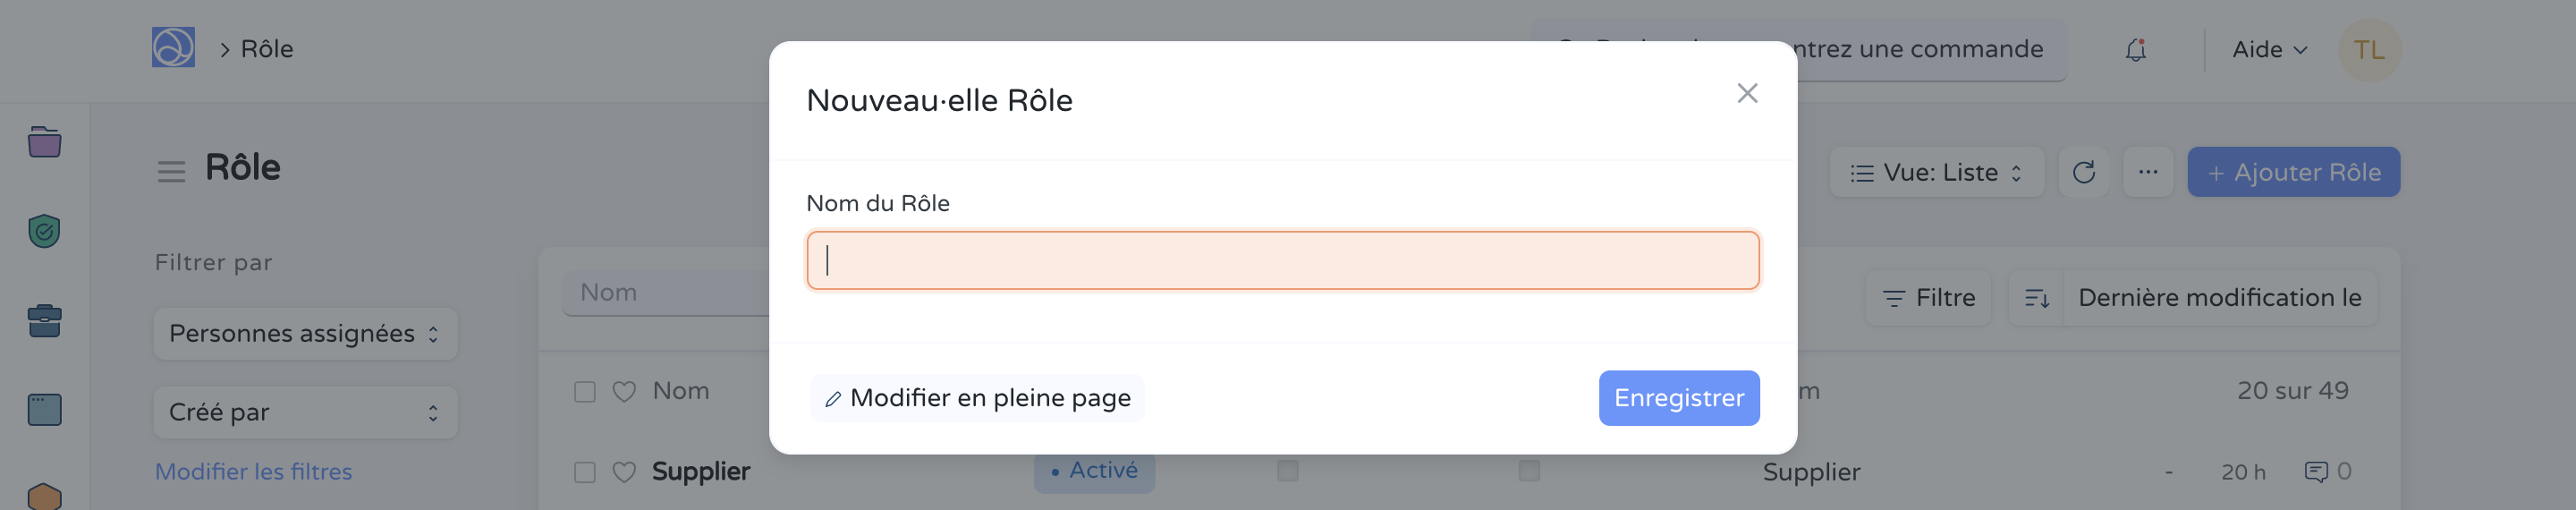 Rôle
ntrez une commande
Aide
TL
Nouveau·elle Rôle
Rôle
Vue: Liste
Ajouter Rôle
Nom du Rôle
Filtrer par
Nom
Filtre
Dernière modification le
Personnes assignées
Créé par
Nom
m
20 sur 49
Modifier en pleine page
Enregistrer
Modifier les filtres
Supplier
• Activé
Supplier
-
20 h
0